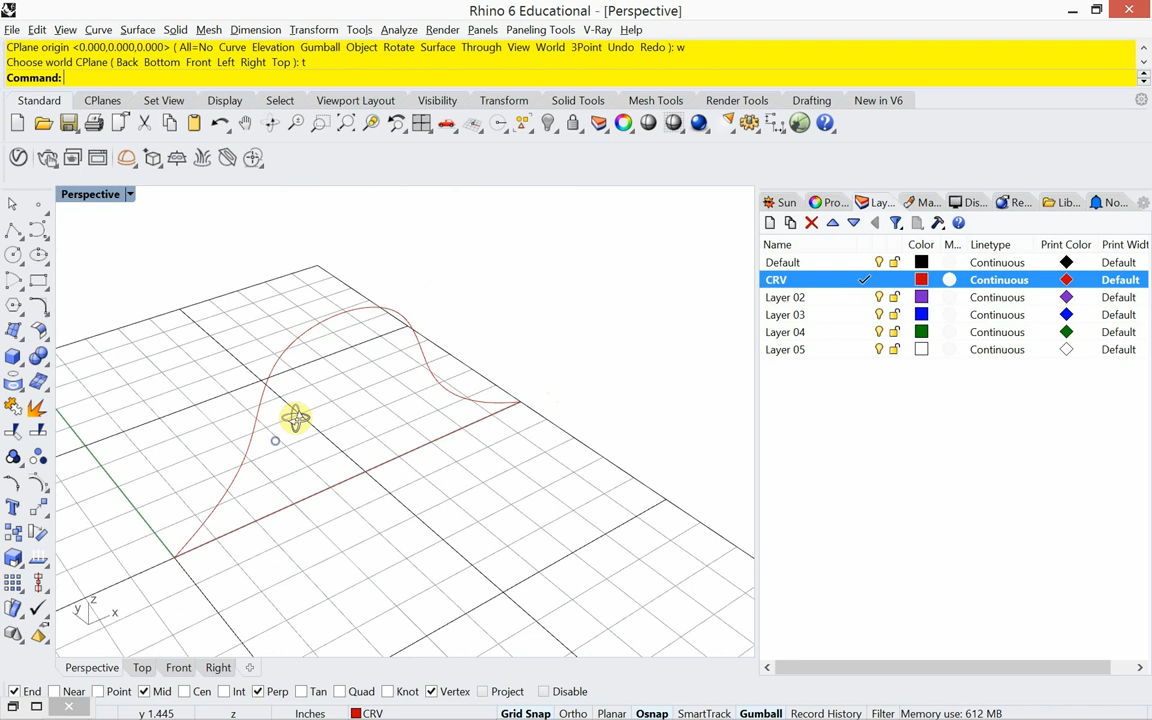 Rhino 6 Educational - [Perspective]
File Edit View Curve Surface Solid Mesh Dimension Transform Tools Analyze Render Panels Paneling Tools V-Ray Help
CPlane origin <0.000,0.000,0.000> ( All=No Curve Elevation Gumball Object Rotate Surface Through View World 3Point Undo Redo ): w
Choose world CPlane ( Back Bottom Front Left Right Top ): t
Command:
Standard CPlanes Set View Display Select Viewport Layout Visibility Transform Solid Tools Mesh Tools Render Tools Drafting New in V6
Perspective
Sun Pro... Lay... Ma... Dis... Re... Lib... No...
Name Color M... Linetype Print Color Print Widt
Default Continuous Default
CRV Continuous Default
Layer 02 Continuous Default
Layer 03 Continuous Default
Layer 04 Continuous Default
Layer 05 Continuous Default
z
y x
Perspective Top Front Right
End Near Point Mid Cen Int Perp Tan Quad Knot Vertex Project Disable
y 1.445 z Inches CRV Grid Snap Ortho Planar Osnap SmartTrack Gumball Record History Filter Memory use: 612 MB